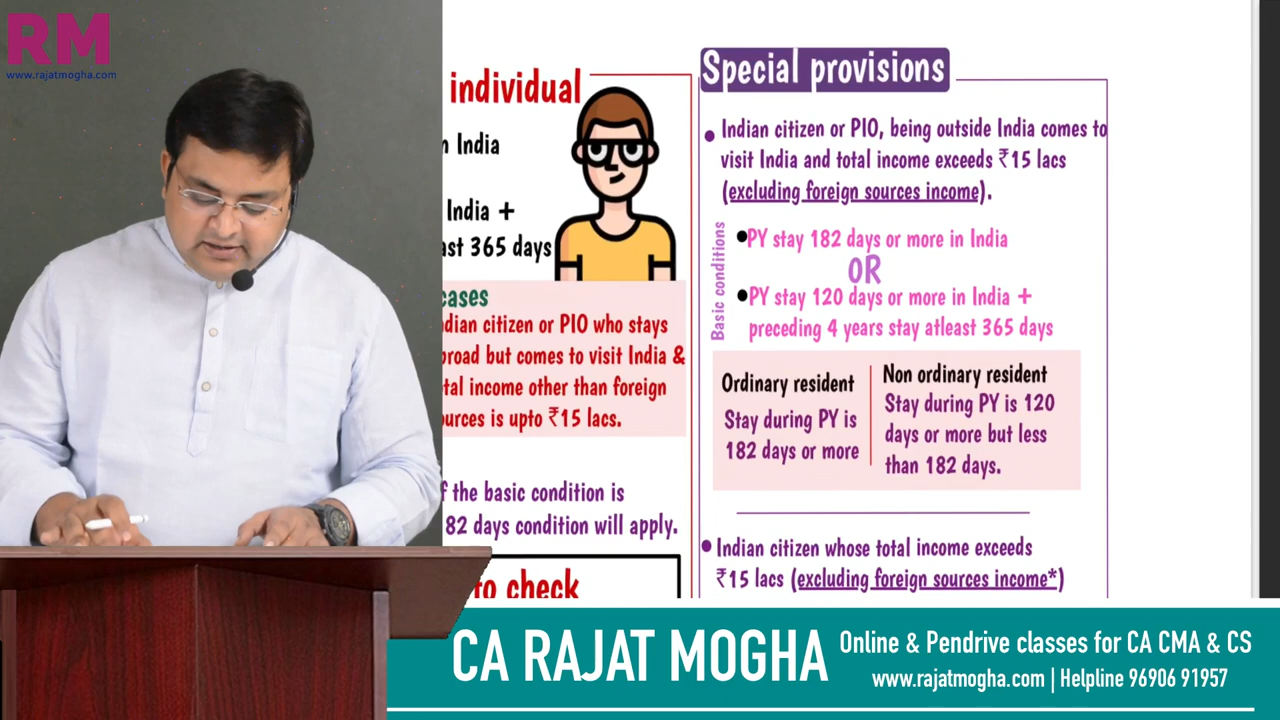 RM
www.rajatmogha.com
individual
India
India +
365 days
cases
citizen or PIO who stays
but comes to visit India &
income other than foreign
is upto ₹15 lacs.
the basic condition is
82 days condition will apply.
to check
Special provisions
• Indian citizen or PIO, being outside India comes to
visit India and total income exceeds ₹15 lacs
(excluding foreign sources income).
Basic conditions
•PY stay 182 days or more in India
OR
•PY stay 120 days or more in India +
preceding 4 years stay atleast 365 days
Ordinary resident
Stay during PY is
182 days or more
Non ordinary resident
Stay during PY is 120
days or more but less
than 182 days.
• Indian citizen whose total income exceeds
₹15 lacs (excluding foreign sources income*)
CA RAJAT MOGHA
Online & Pendrive classes for CA CMA & CS
www.rajatmogha.com | Helpline 96906 91957